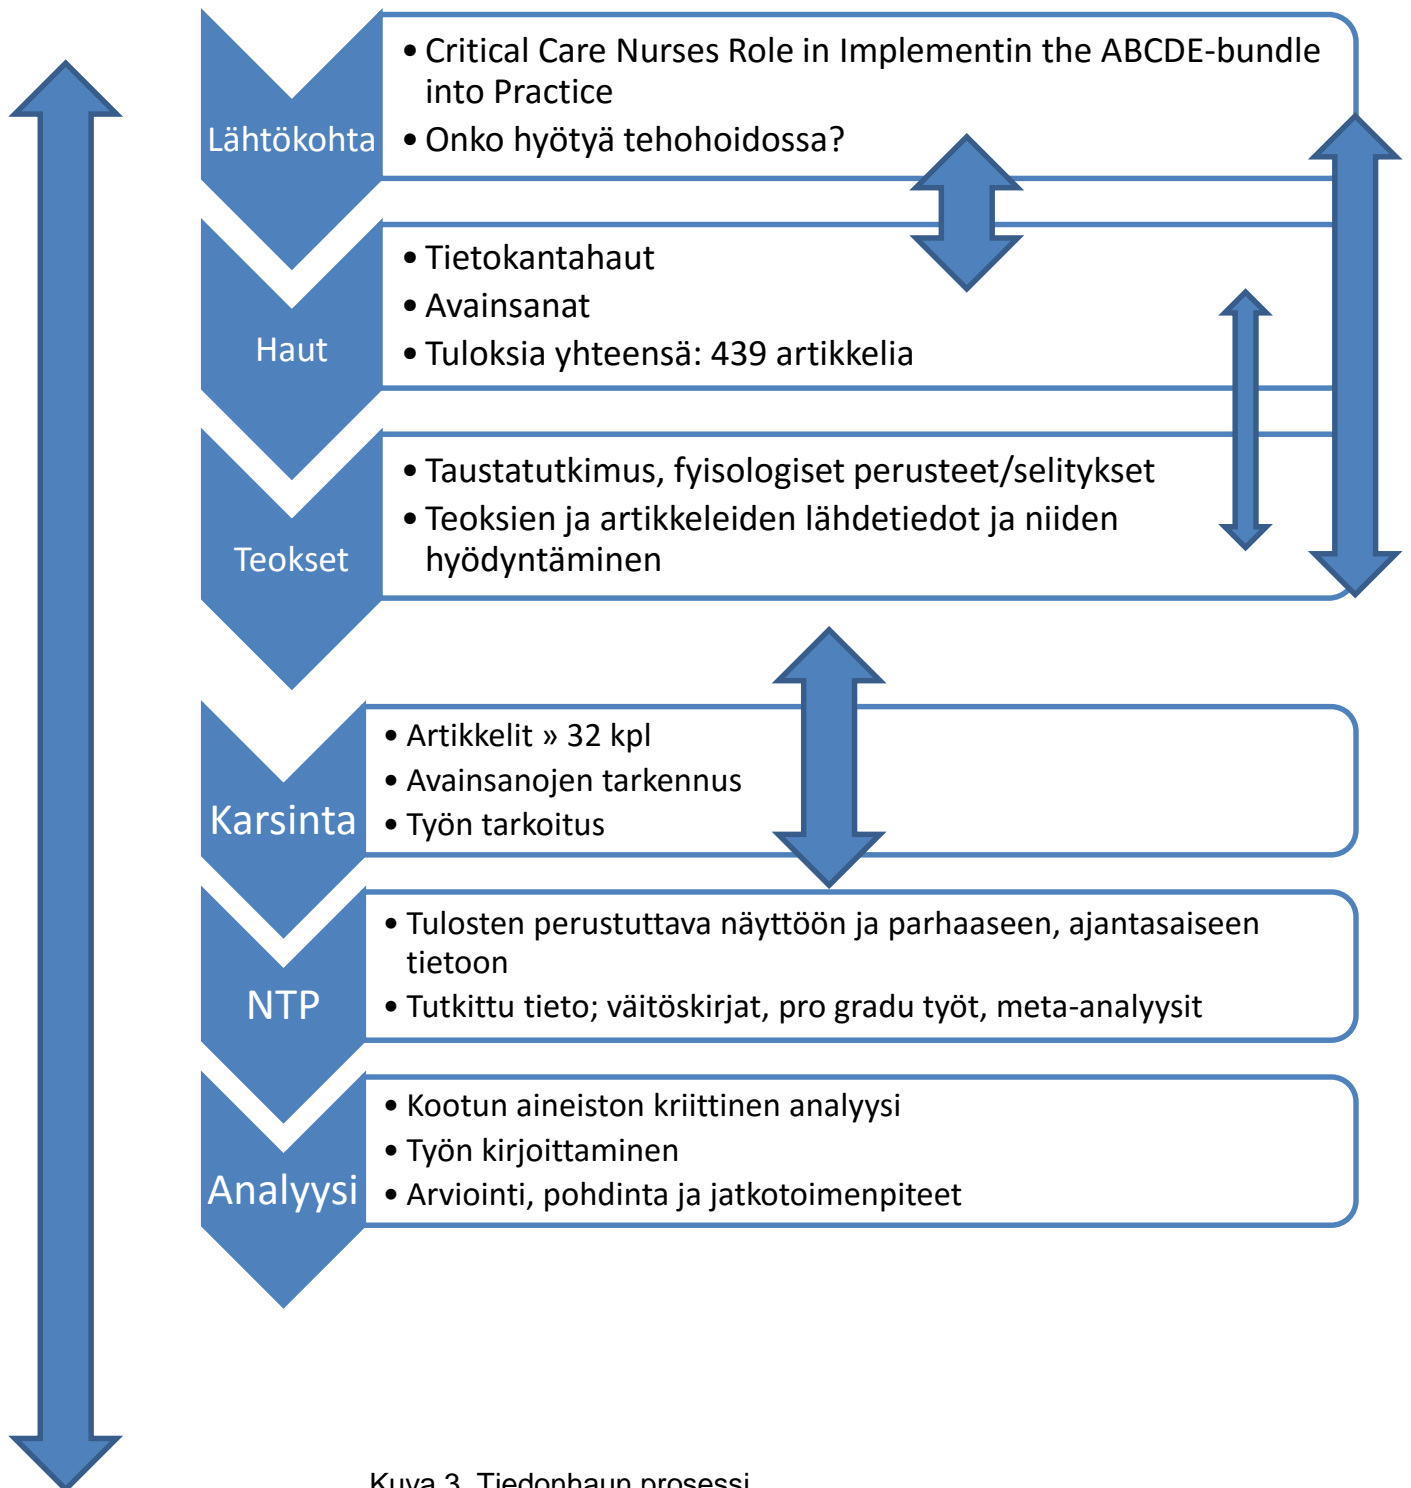 Lähtökohta
• Critical Care Nurses Role in Implementin the ABCDE-bundle
into Practice
• Onko hyötyä tehohoidossa?
Haut
• Tietokantahaut
• Avainsanat
• Tuloksia yhteensä: 439 artikkelia
Teokset
• Taustatutkimus, fyisologiset perusteet/selitykset
• Teoksien ja artikkeleiden lähdetiedot ja niiden
hyödyntäminen
Karsinta
• Artikkelit » 32 kpl
• Avainsanojen tarkennus
• Työn tarkoitus
NTP
• Tulosten perustuttava näyttöön ja parhaaseen, ajantasaiseen
tietoon
• Tutkittu tieto; väitöskirjat, pro gradu työt, meta-analyysit
Analyysi
• Kootun aineiston kriittinen analyysi
• Työn kirjoittaminen
• Arviointi, pohdinta ja jatkotoimenpiteet
Kuva 3. Tiedonhaun prosessi